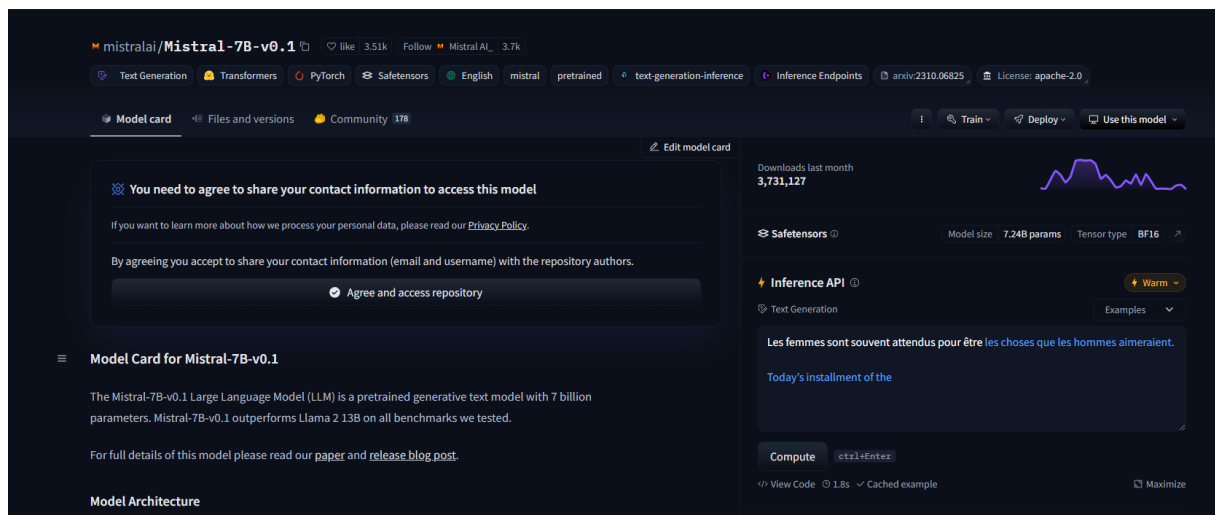 mistralai/Mistral-7B-v0.1 like 3.51k Follow Mistral AI_ 3.7k
Text Generation Transformers PyTorch Safetensors English mistral pretrained text-generation-inference Inference Endpoints arxiv:2310.06825 License: apache-2.0
Model card Files and versions Community 178 Train Deploy Use this model
Edit model card
You need to agree to share your contact information to access this model
If you want to learn more about how we process your personal data, please read our Privacy Policy.
By agreeing you accept to share your contact information (email and username) with the repository authors.
Agree and access repository
Model Card for Mistral-7B-v0.1
The Mistral-7B-v0.1 Large Language Model (LLM) is a pretrained generative text model with 7 billion
parameters. Mistral-7B-v0.1 outperforms Llama 2 13B on all benchmarks we tested.
For full details of this model please read our paper and release blog post.
Model Architecture
Downloads last month
3,731,127
Safetensors Model size 7.24B params Tensor type BF16
Inference API Warm
Text Generation Examples
Les femmes sont souvent attendus pour être les choses que les hommes aimeraient.
Today's installment of the
Compute ctrl+Enter
</> View Code 1.8s Cached example Maximize